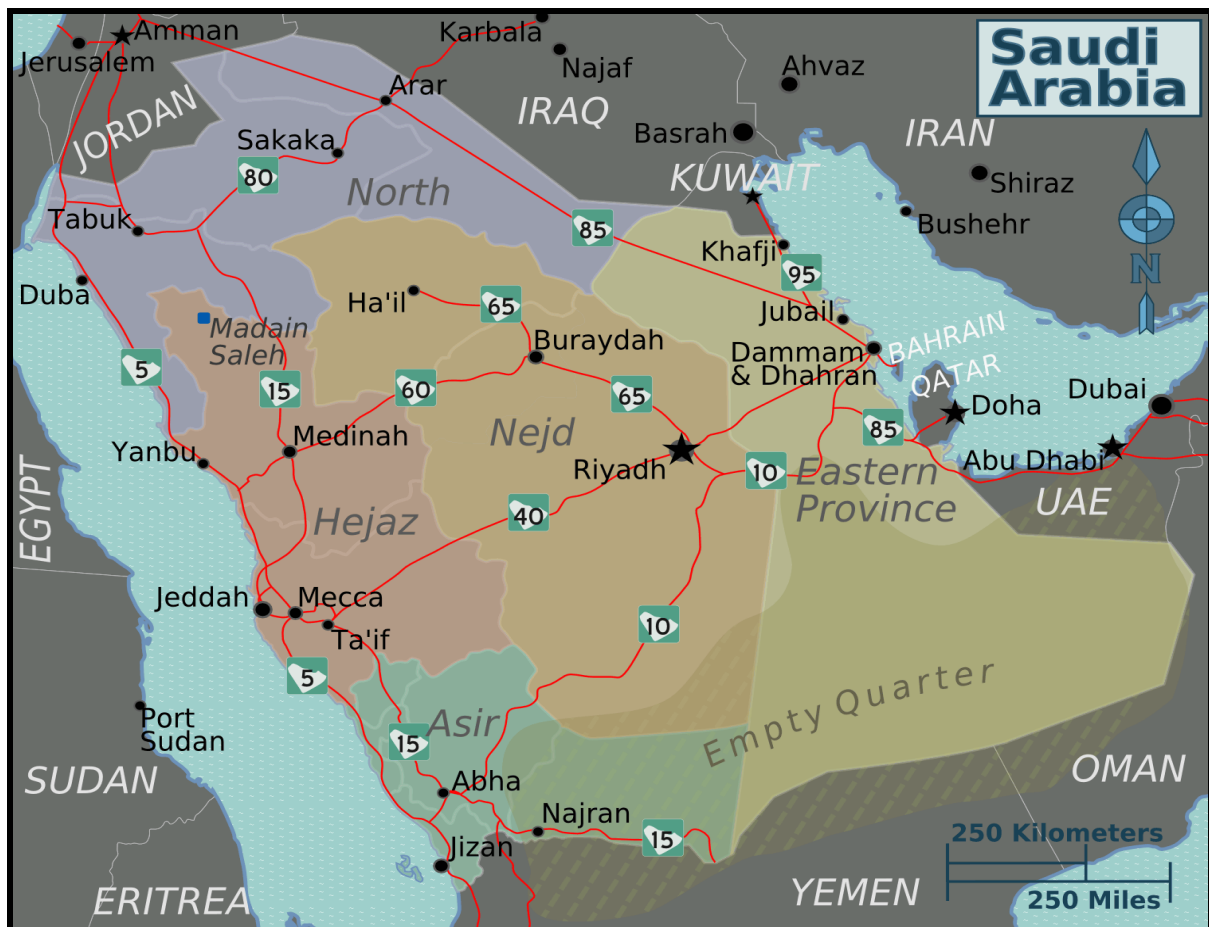 Saudi
Arabia
Amman
Jerusalem
Karbala
Najaf
Ahvaz
Arar
JORDAN
IRAQ
Basrah
IRAN
Sakaka
80
North
KUWAIT
Shiraz
Tabuk
85
Bushehr
Khafji
95
N
Duba
Ha'il
65
Jubail
Madain
Saleh
Buraydah
BAHRAIN
Dammam
& Dhahran
5
15
60
65
QATAR
Dubai
Doha
85
Yanbu
Medinah
Nejd
Riyadh
10
Eastern
Province
Abu Dhabi
UAE
EGYPT
Hejaz
40
Jeddah
Mecca
Ta'if
10
5
Empty Quarter
Port
Sudan
Asir
15
SUDAN
Abha
OMAN
Najran
15
Jizan
250 Kilometers
250 Miles
ERITREA
YEMEN